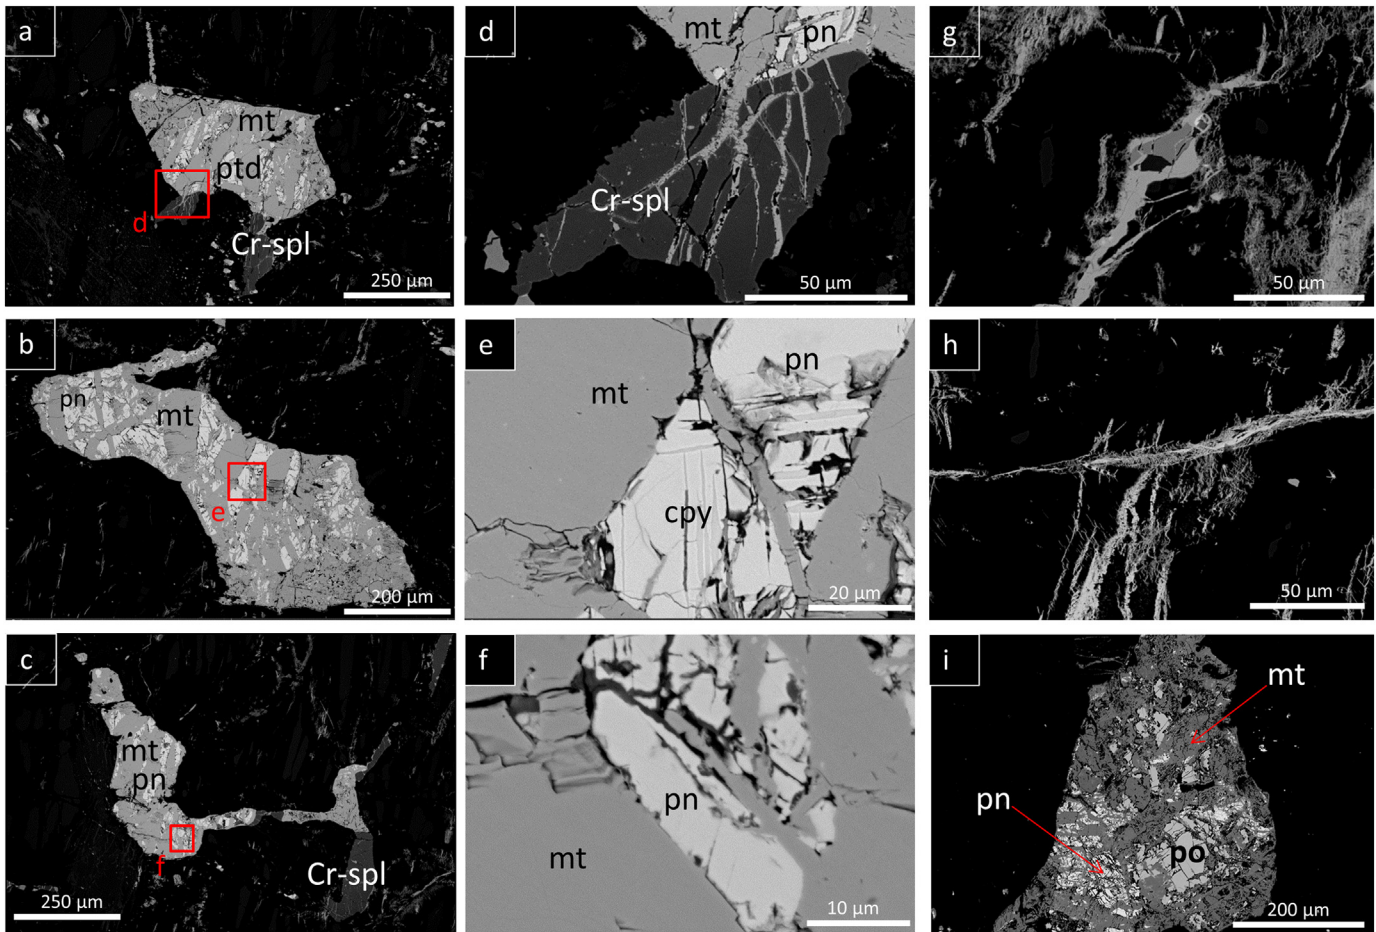 a
mt
ptd
d
Cr-spl
250 μm
d
mt
pn
Cr-spl
50 μm
g
50 μm
b
pn
mt
e
200 μm
e
pn
mt
cpy
20 μm
h
50 μm
c
mt
pn
f
Cr-spl
250 μm
f
pn
mt
10 μm
i
mt
pn
po
200 μm